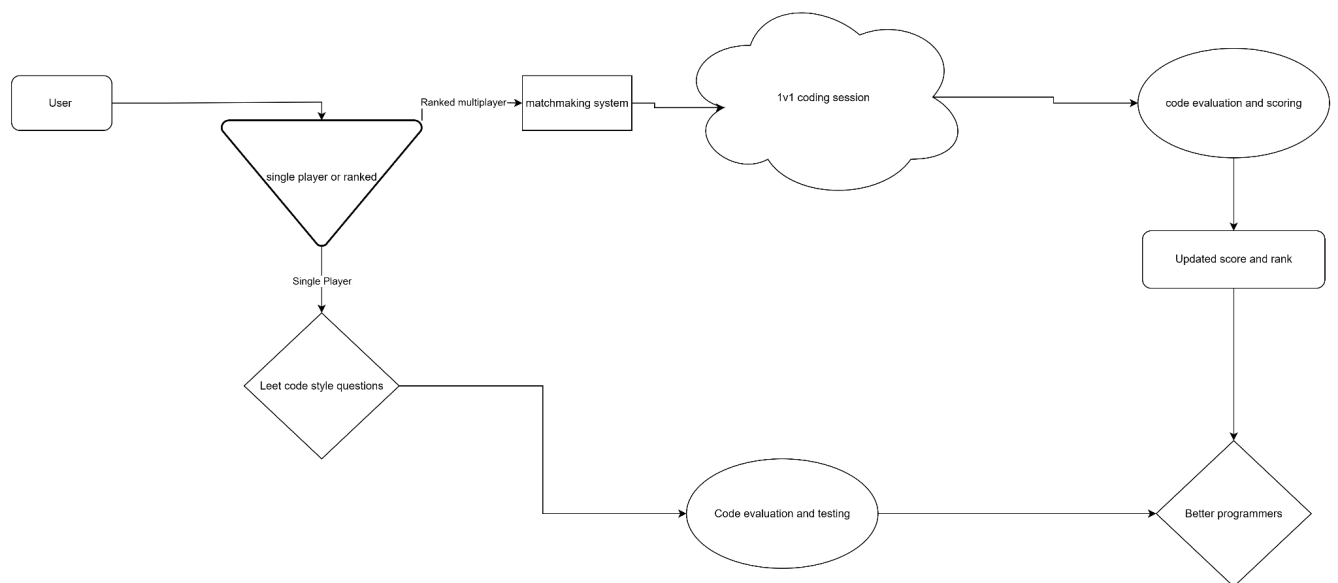 User
Ranked multiplayer
matchmaking system
1v1 coding session
code evaluation and scoring
single player or ranked
Updated score and rank
Single Player
Leet code style questions
Code evaluation and testing
Better programmers